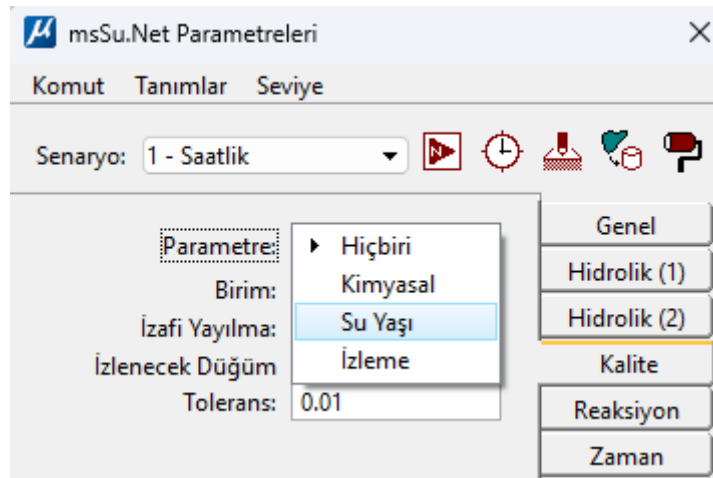 msSu.Net Parametreleri
Komut Tanımlar Seviye
Senaryo: 1 - Saatlik
Parametre:
Hiçbiri
Kimyasal
Su Yaşı
İzleme
Birim:
İzafi Yayılma:
İzlenecek Düğüm
Tolerans: 0.01
Genel
Hidrolik (1)
Hidrolik (2)
Kalite
Reaksiyon
Zaman